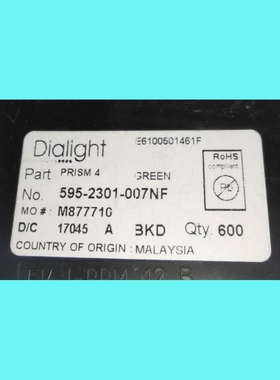 Dialight E6100501461F
RoHS
compliant
Pb
Part PRISM 4 GREEN
No. 595-2301-007NF
MO #: M877710
D/C 17045 A BKD Qty. 600
COUNTRY OF ORIGIN : MALAYSIA